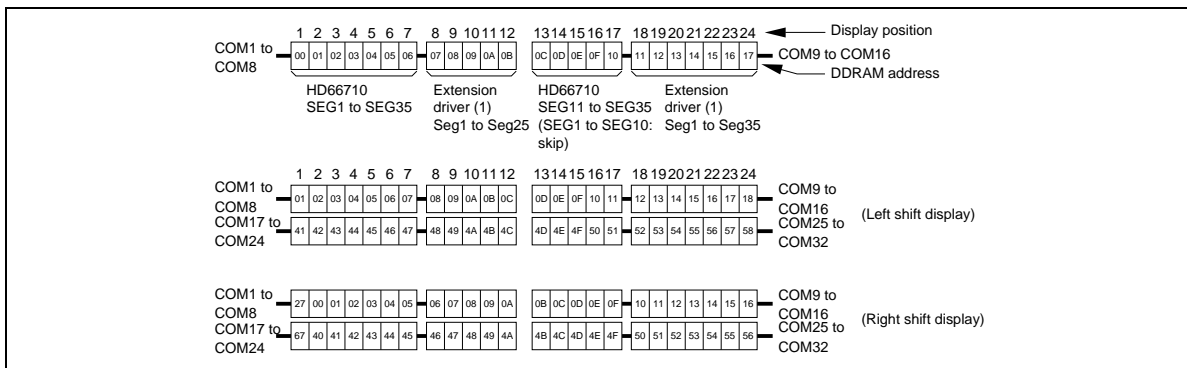 1 2 3 4 5 6 7 8 9 10 11 12 13 14 15 16 17 18 19 20 21 22 23 24 Display position
COM1 to COM8 00 01 02 03 04 05 06 07 08 09 0A 0B 0C 0D 0E 0F 10 11 12 13 14 15 16 17 COM9 to COM16
DDRAM address
HD66710 SEG1 to SEG35
Extension driver (1) Seg1 to Seg25
HD66710 SEG11 to SEG35 (SEG1 to SEG10: skip)
Extension driver (1) Seg1 to Seg35
1 2 3 4 5 6 7 8 9 10 11 12 13 14 15 16 17 18 19 20 21 22 23 24
COM1 to COM8 01 02 03 04 05 06 07 08 09 0A 0B 0C 0D 0E 0F 10 11 12 13 14 15 16 17 18 COM9 to COM16
(Left shift display)
COM17 to COM24 41 42 43 44 45 46 47 48 49 4A 4B 4C 4D 4E 4F 50 51 52 53 54 55 56 57 58 COM25 to COM32
COM1 to COM8 27 00 01 02 03 04 05 06 07 08 09 0A 0B 0C 0D 0E 0F 10 11 12 13 14 15 16 COM9 to COM16
(Right shift display)
COM17 to COM24 67 40 41 42 43 44 45 46 47 48 49 4A 4B 4C 4D 4E 4F 50 51 52 53 54 55 56 COM25 to COM32